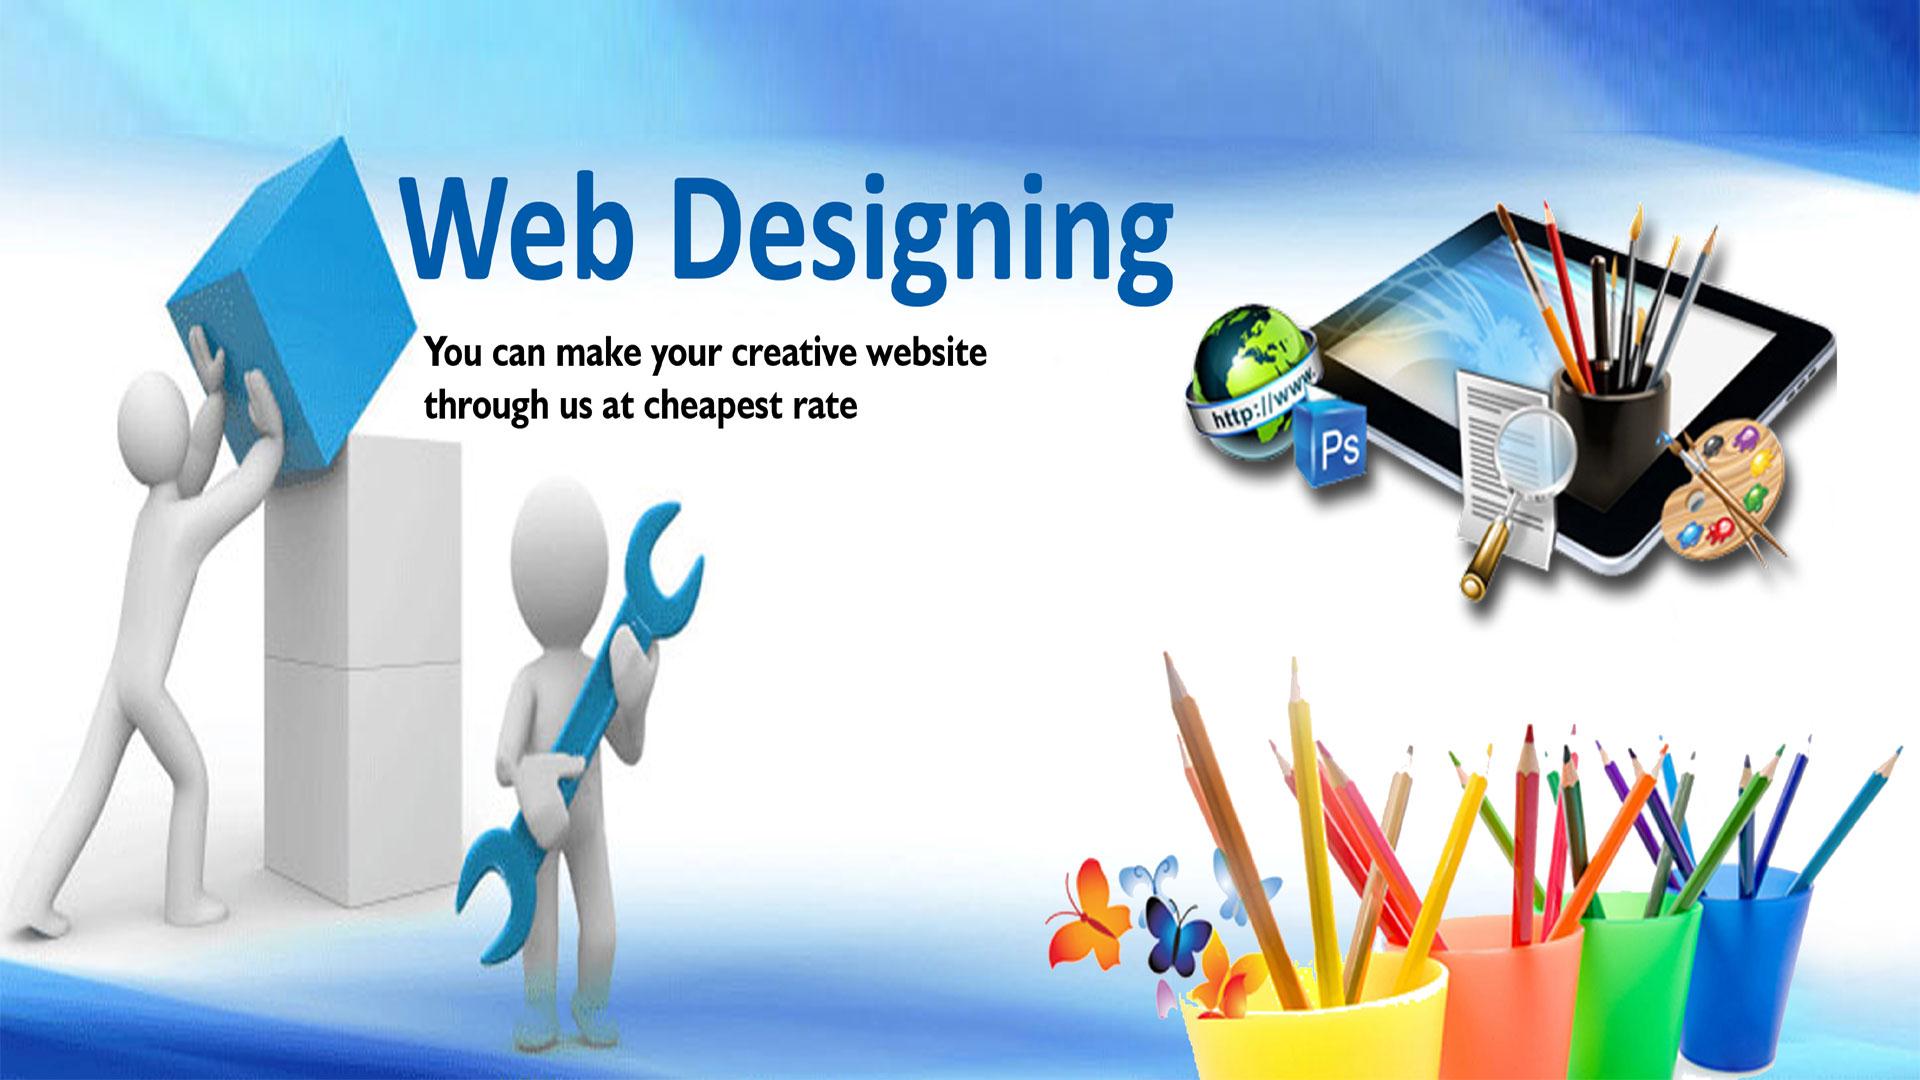 Web Designing
You can make your creative website
through us at cheapest rate
http://www.
Ps